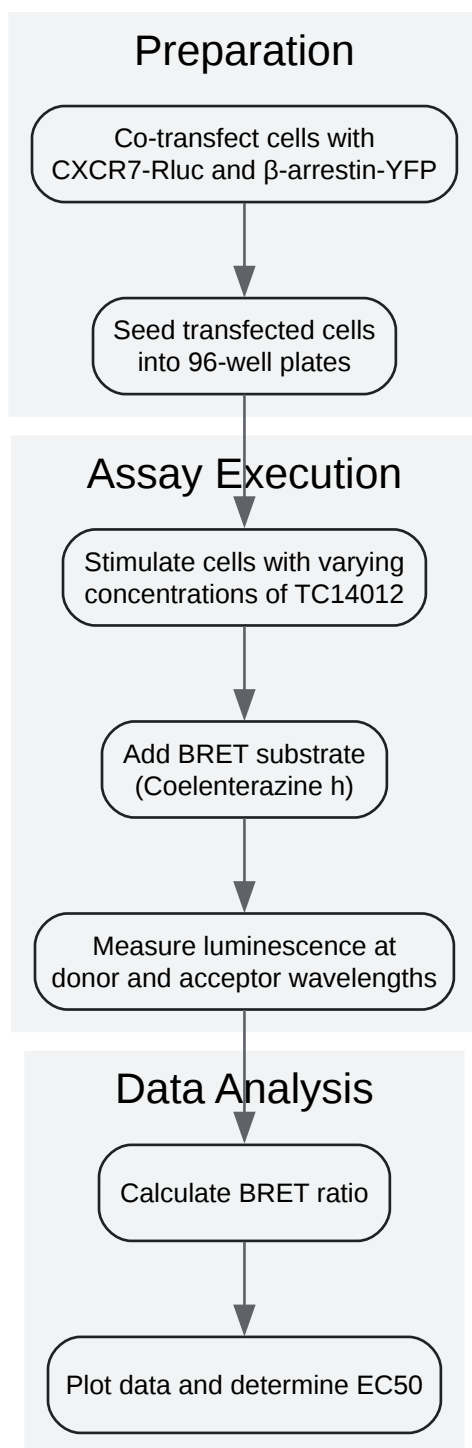 Preparation
Co-transfect cells with
CXCR7-Rluc and β-arrestin-YFP
Seed transfected cells
into 96-well plates
Assay Execution
Stimulate cells with varying
concentrations of TC14012
Add BRET substrate
(Coelenterazine h)
Measure luminescence at
donor and acceptor wavelengths
Data Analysis
Calculate BRET ratio
Plot data and determine EC50